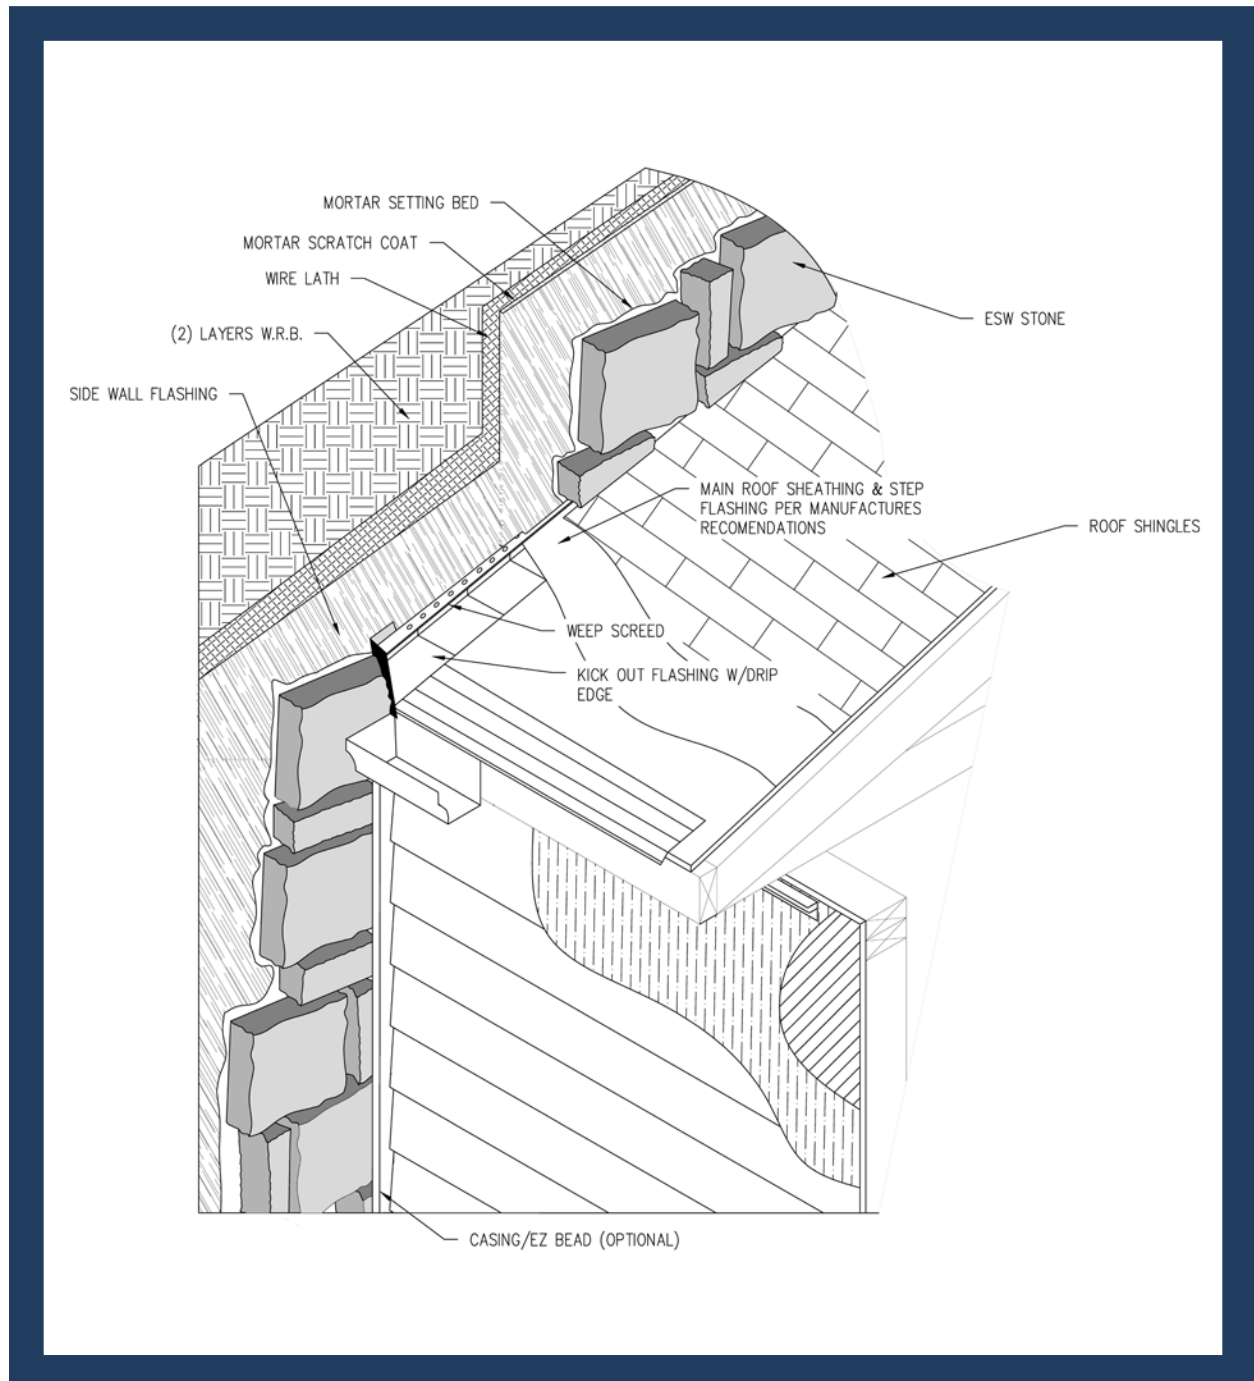 MORTAR SETTING BED
MORTAR SCRATCH COAT
WIRE LATH
ESW STONE
(2) LAYERS W.R.B.
SIDE WALL FLASHING
MAIN ROOF SHEATHING & STEP
FLASHING PER MANUFACTURES
RECOMENDATIONS
ROOF SHINGLES
WEEP SCREED
KICK OUT FLASHING W/DRIP
EDGE
CASING/EZ BEAD (OPTIONAL)